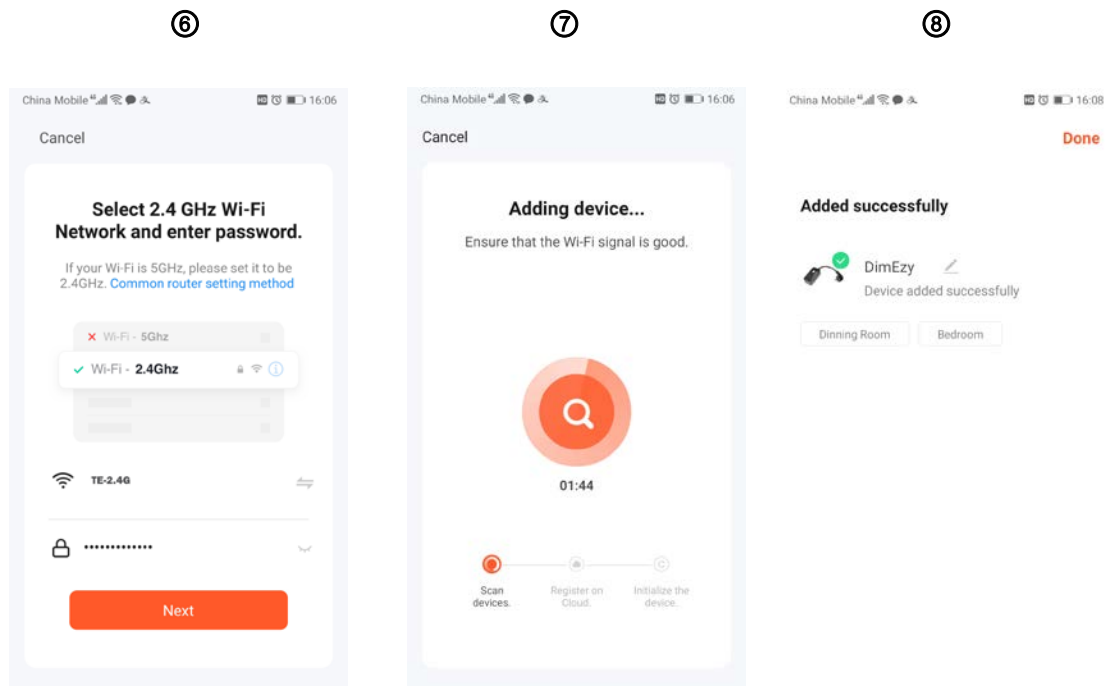 ⑥
China Mobile 16:06
Cancel
Select 2.4 GHz Wi-Fi
Network and enter password.
If your Wi-Fi is 5GHz, please set it to be
2.4GHz. Common router setting method
Wi-Fi - 5Ghz
Wi-Fi - 2.4Ghz
TE-2.4G
•••••••••••••
Next
⑦
China Mobile 16:06
Cancel
Adding device...
Ensure that the Wi-Fi signal is good.
01:44
Scan
devices.
Register on
Cloud.
Initialize the
device.
⑧
China Mobile 16:08
Done
Added successfully
DimEzy
Device added successfully
Dinning Room Bedroom